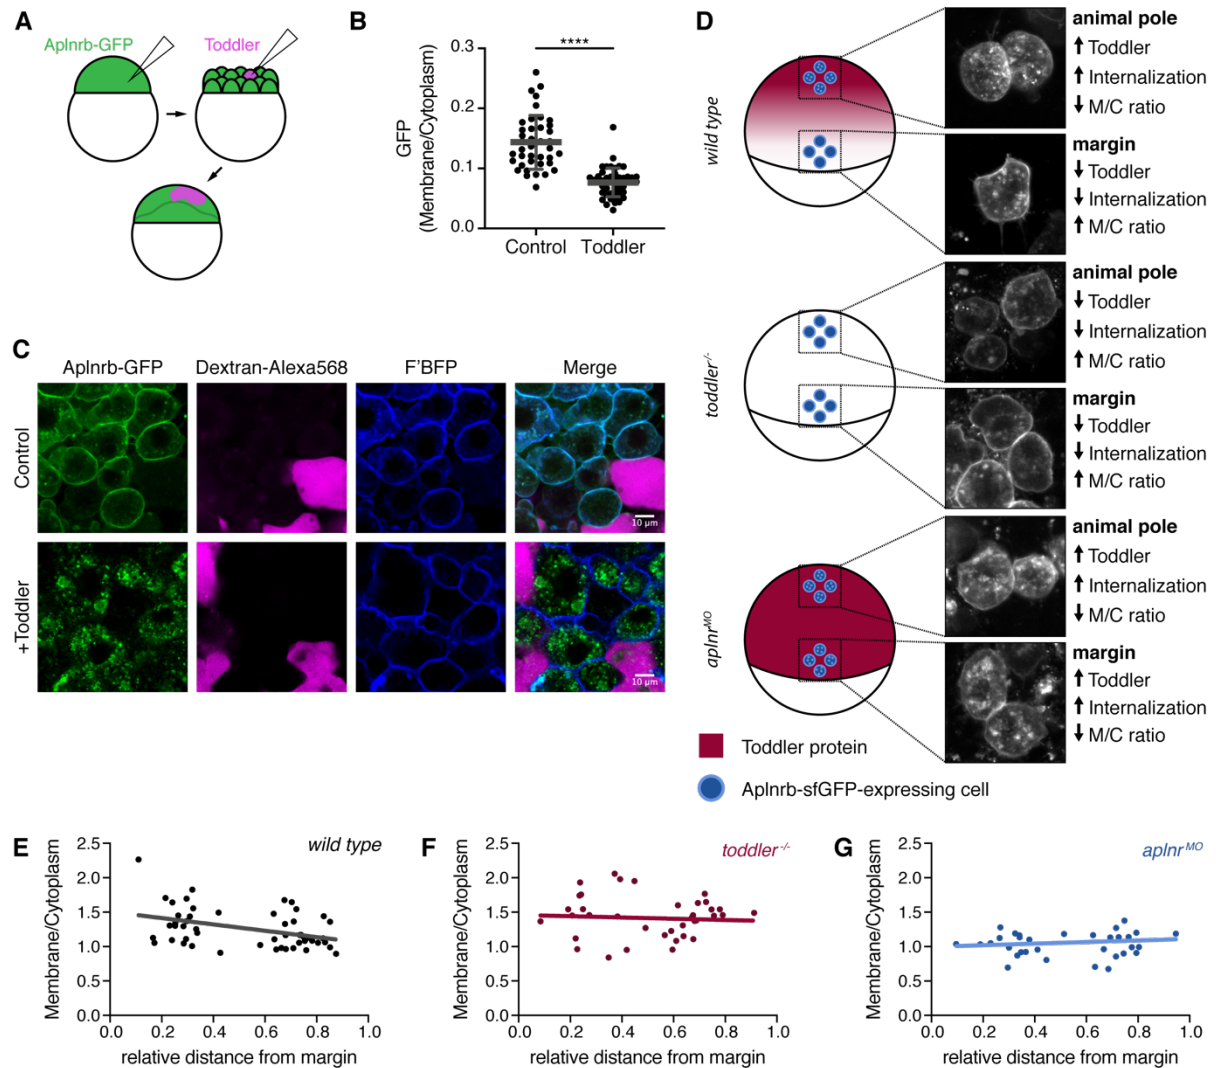 A
Aplnrb-GFP
Toddler
B
GFP
(Membrane/Cytoplasm)
0.3
0.2
0.1
0.0
****
Control
Toddler
C
Aplnrb-GFP
Dextran-Alexa568
F'BFP
Merge
Control
10 µm
+Toddler
10 µm
D
wild type
animal pole
↑ Toddler
↑ Internalization
↓ M/C ratio
margin
↓ Toddler
↓ Internalization
↑ M/C ratio
toddler-/-
animal pole
↓ Toddler
↓ Internalization
↑ M/C ratio
margin
↓ Toddler
↓ Internalization
↑ M/C ratio
aplnrMO
animal pole
↑ Toddler
↑ Internalization
↓ M/C ratio
margin
↑ Toddler
↑ Internalization
↓ M/C ratio
Toddler protein
Aplnrb-sfGFP-expressing cell
E
wild type
Membrane/Cytoplasm
2.5
2.0
1.5
1.0
0.5
0.0
0.0 0.2 0.4 0.6 0.8 1.0
relative distance from margin
F
toddler -/-
Membrane/Cytoplasm
2.5
2.0
1.5
1.0
0.5
0.0
0.0 0.2 0.4 0.6 0.8 1.0
relative distance from margin
G
aplnr MO
Membrane/Cytoplasm
2.5
2.0
1.5
1.0
0.5
0.0
0.0 0.2 0.4 0.6 0.8 1.0
relative distance from margin